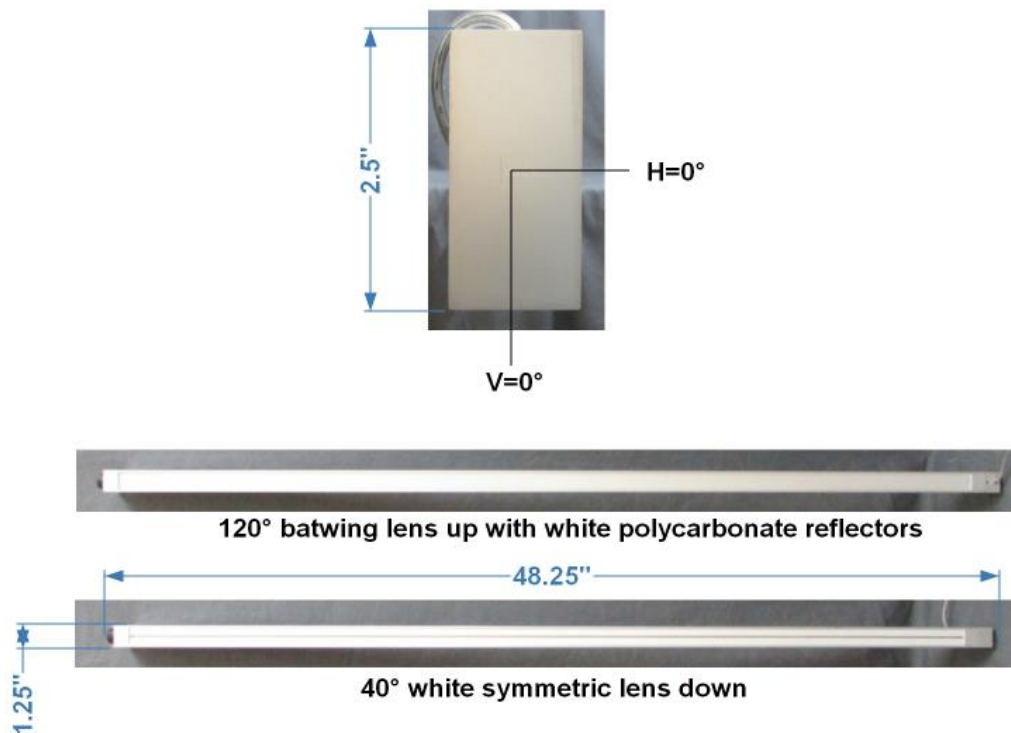 2.5"
H=0°
V=0°
120° batwing lens up with white polycarbonate reflectors
48.25"
1.25"
40° white symmetric lens down